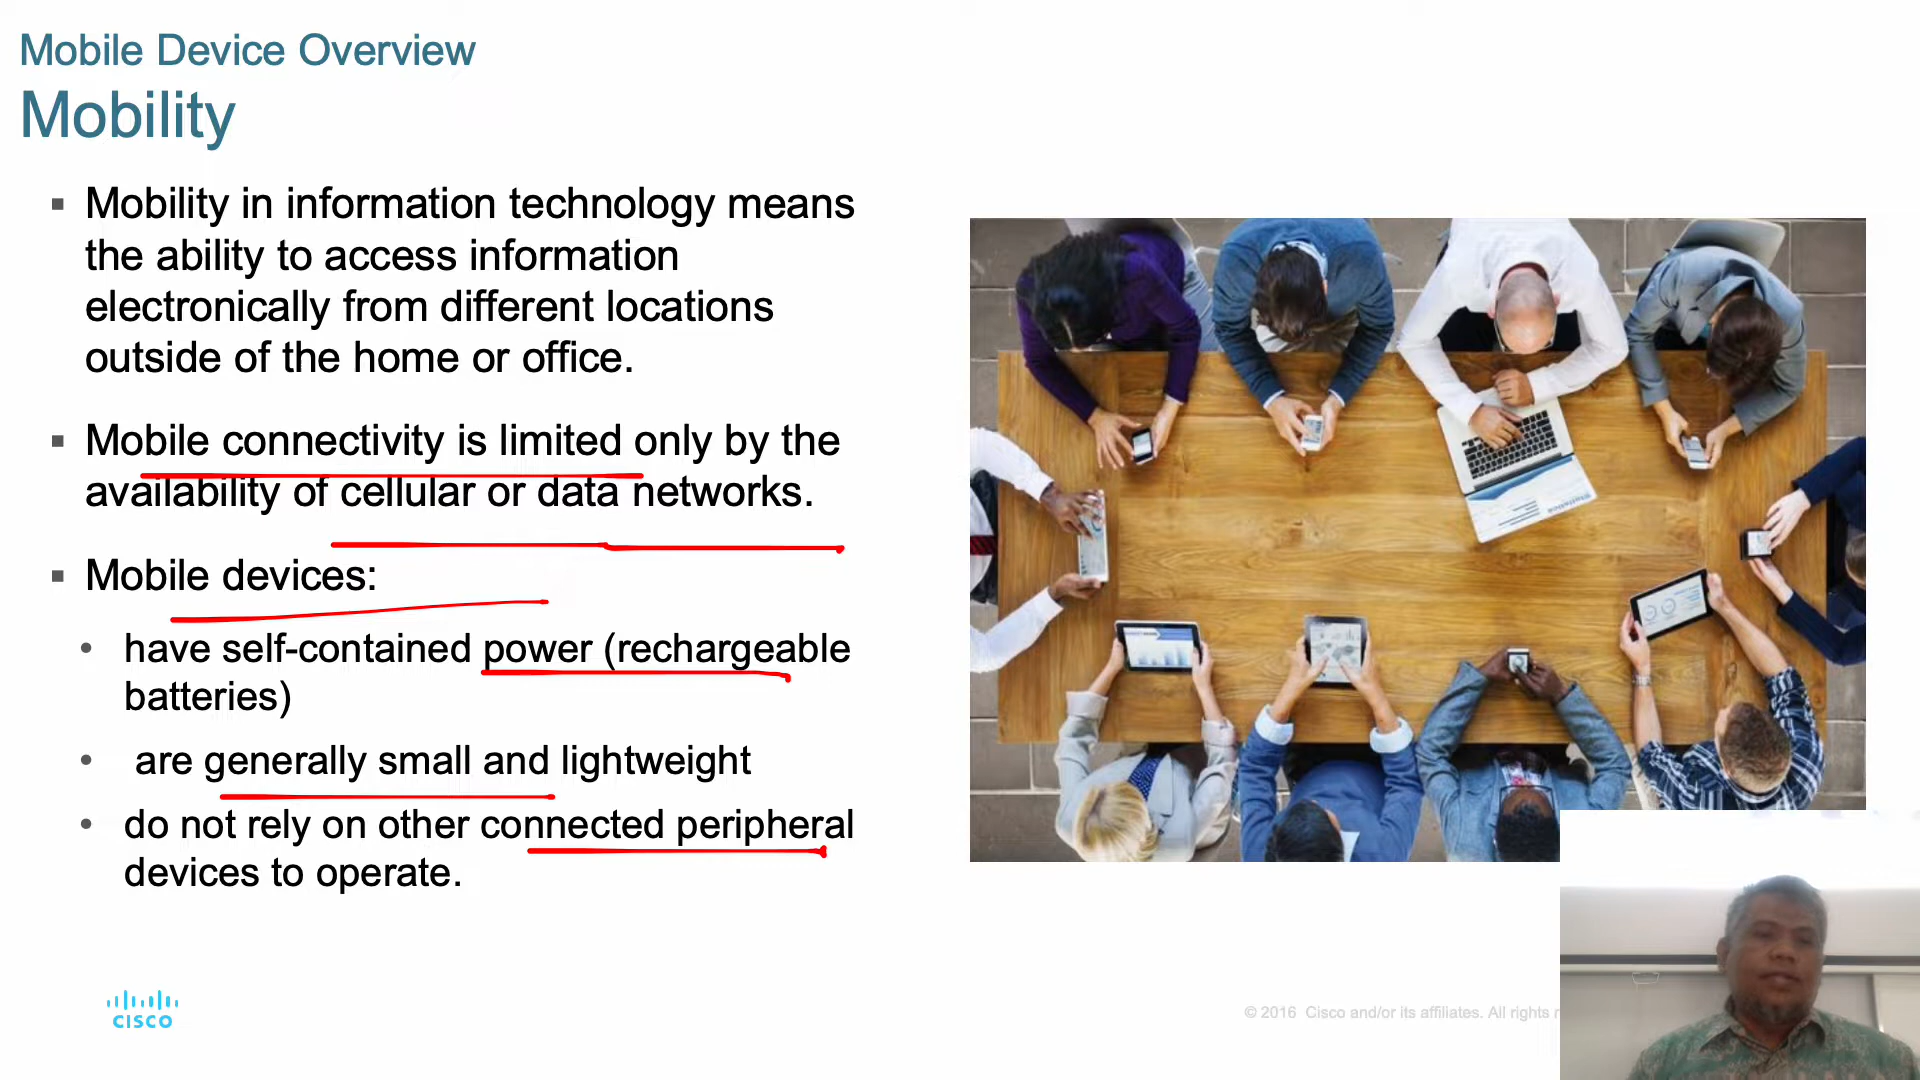 Mobile Device Overview
Mobility
▪ Mobility in information technology means
the ability to access information
electronically from different locations
outside of the home or office.
▪ Mobile connectivity is limited only by the
availability of cellular or data networks.
▪ Mobile devices:
• have self-contained power (rechargeable
batteries)
• are generally small and lightweight
• do not rely on other connected peripheral
devices to operate.
CISCO
© 2016 Cisco and/or its affiliates. All rights